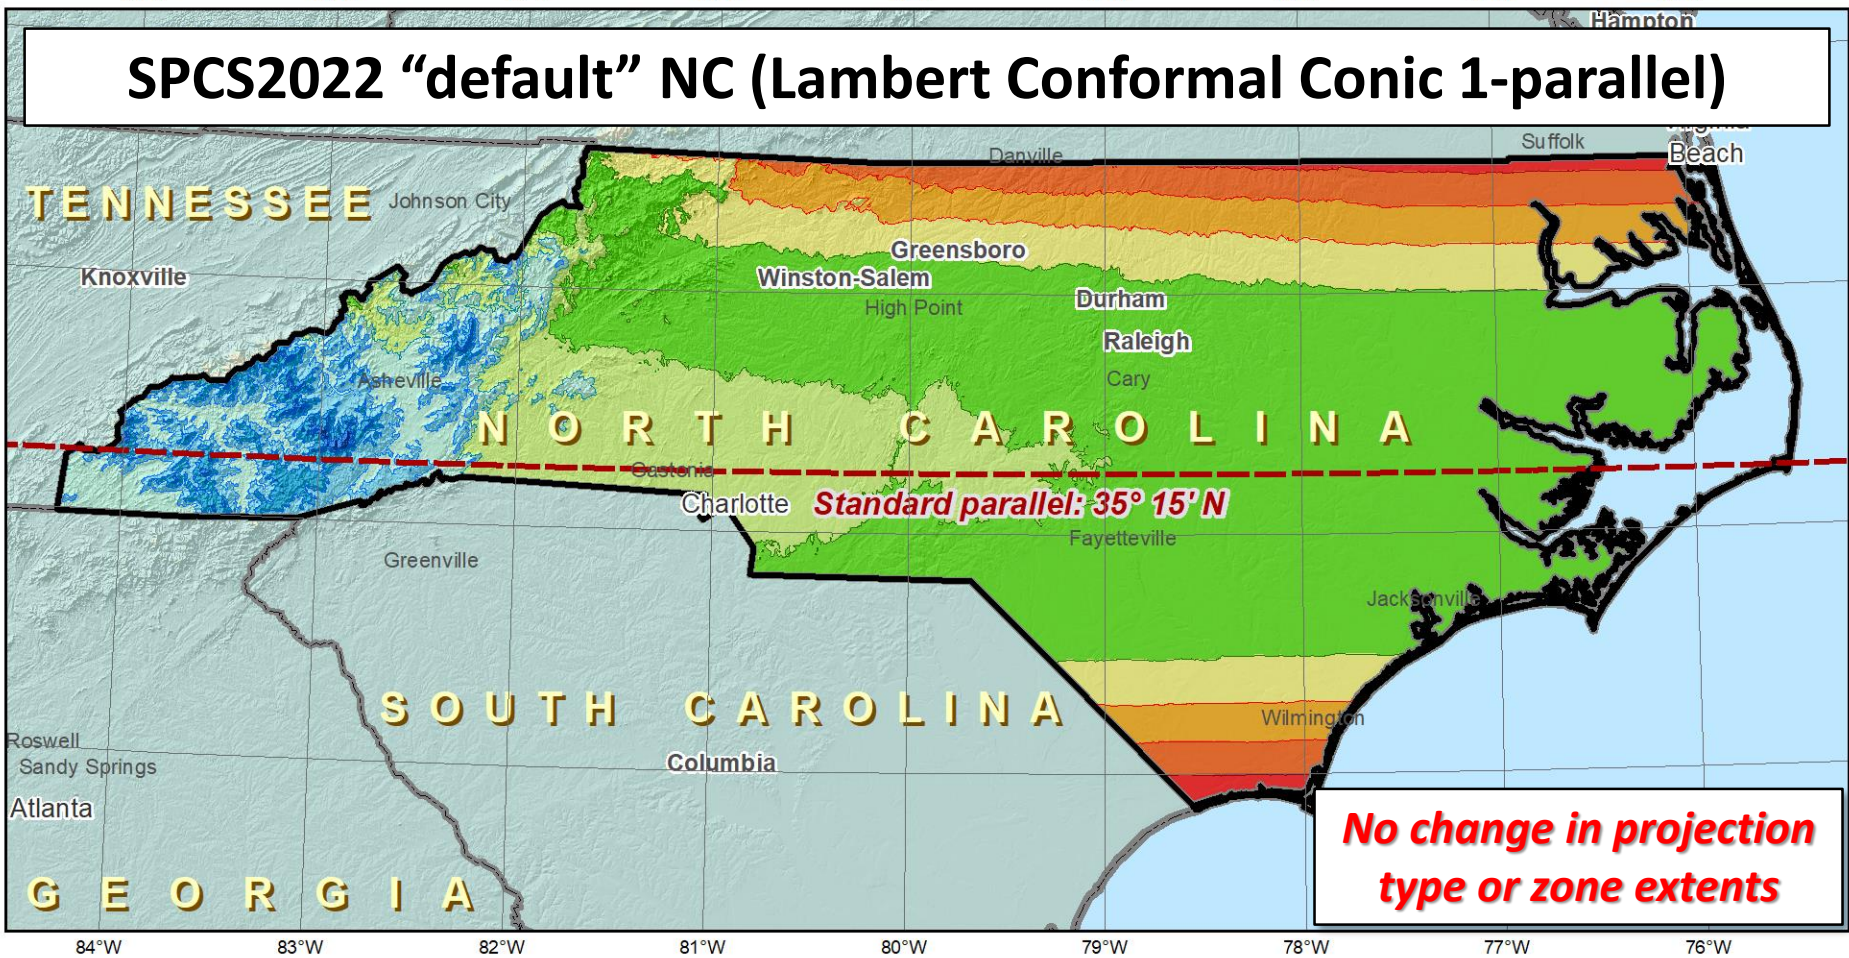 Hampton
SPCS2022 “default” NC (Lambert Conformal Conic 1-parallel)
Suffolk
Beach
Danville
TENNESSEE
Johnson City
Greensboro
Knoxville
Winston-Salem
High Point
Durham
Raleigh
Cary
Asheville
NORTH CAROLINA
Gastonia
Charlotte
Standard parallel: 35° 15' N
Fayetteville
Greenville
Jacksonville
SOUTH CAROLINA
Wilmington
Roswell
Sandy Springs
Columbia
Atlanta
No change in projection
type or zone extents
GEORGIA
84°W
83°W
82°W
81°W
80°W
79°W
78°W
77°W
76°W